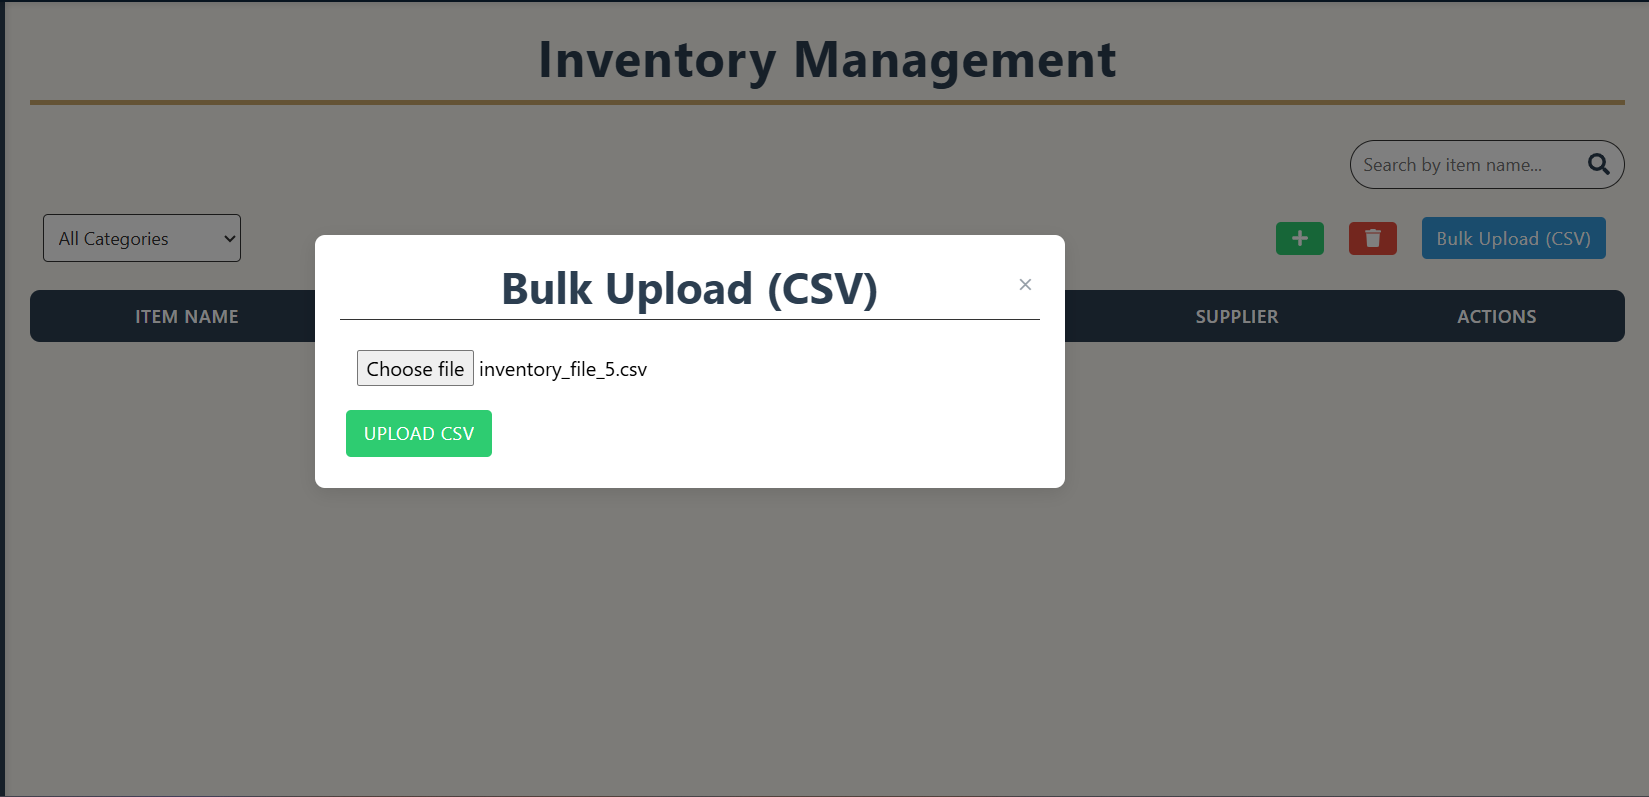 Inventory Management
Search by item name...
All Categories
Bulk Upload (CSV)
Bulk Upload (CSV)
×
ITEM NAME
SUPPLIER
ACTIONS
Choose file inventory_file_5.csv
UPLOAD CSV